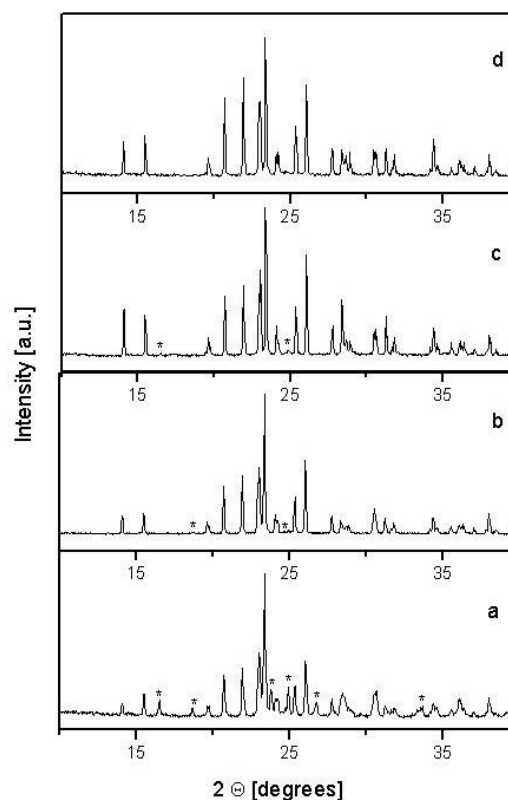 d
15 25 35
c
* *
15 25 35
b
* *
15 25 35
a
* * * * * *
15 25 35
Intensity [a.u.]
2 Θ [degrees]